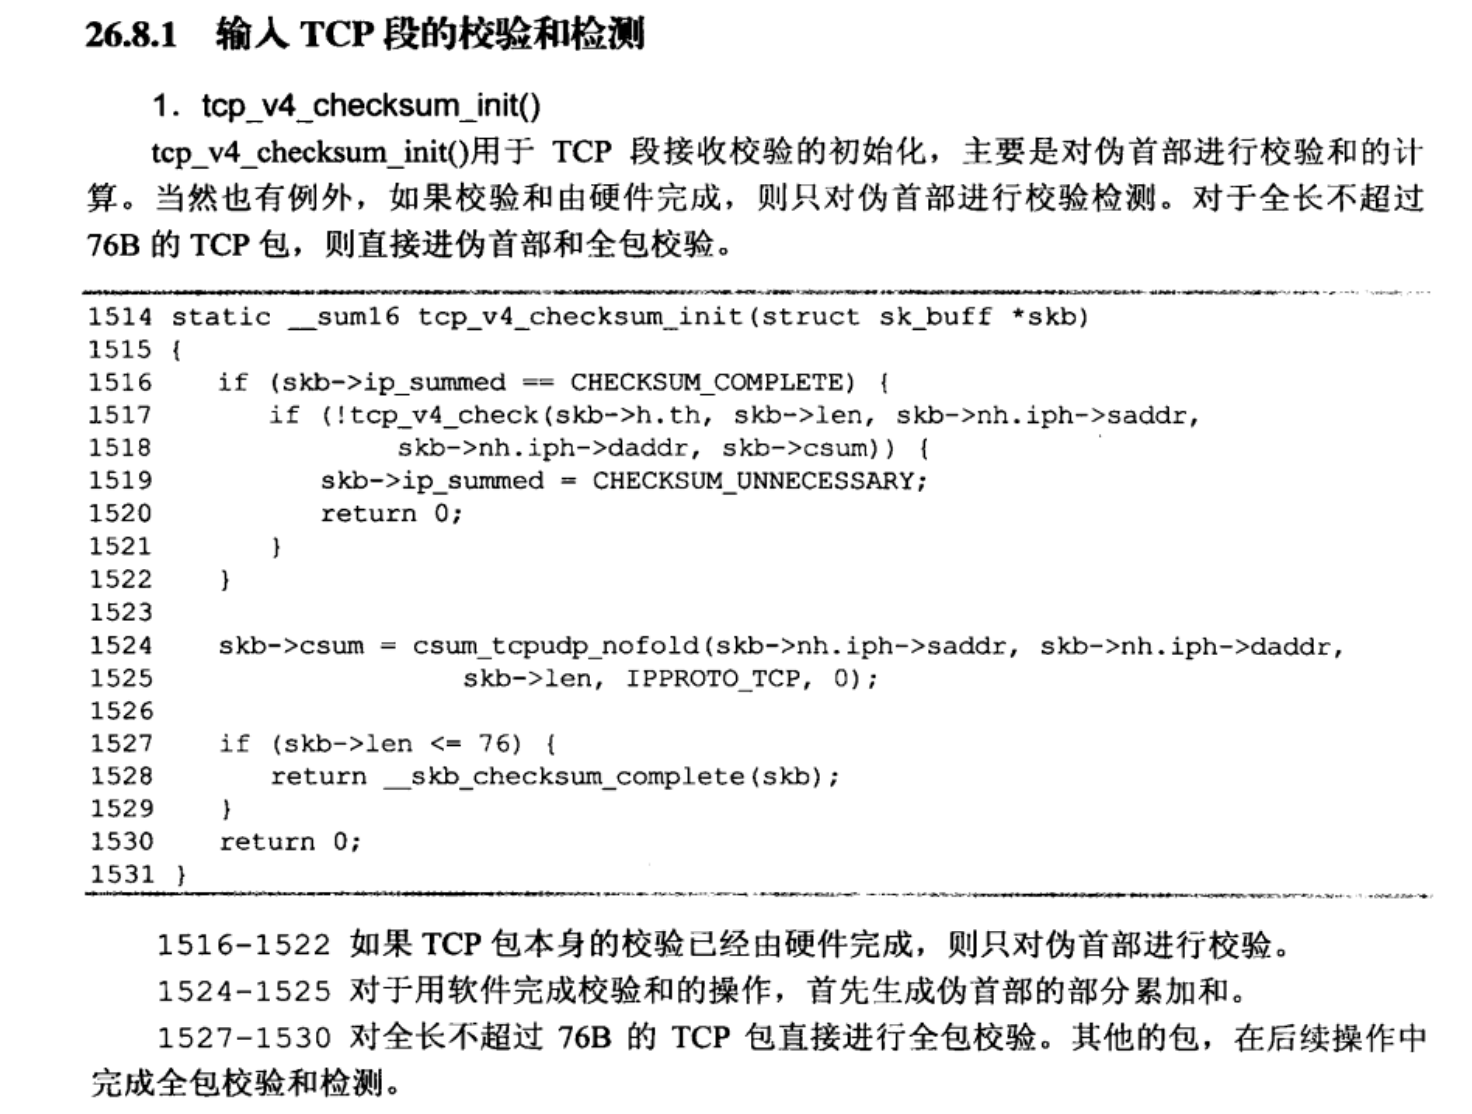 26.8.1 输入 TCP 段的校验和检测
1. tcp_v4_checksum_init()
tcp_v4_checksum_init()用于 TCP 段接收校验的初始化，主要是对伪首部进行校验和的计
算。当然也有例外，如果校验和由硬件完成，则只对伪首部进行校验检测。对于全长不超过
76B 的 TCP 包，则直接进伪首部和全包校验。
1514 static __sum16 tcp_v4_checksum_init(struct sk_buff *skb)
1515 {
1516 if (skb->ip_summed == CHECKSUM_COMPLETE) {
1517 if (!tcp_v4_check(skb->h.th, skb->len, skb->nh.iph->saddr,
1518 skb->nh.iph->daddr, skb->csum)) {
1519 skb->ip_summed = CHECKSUM_UNNECESSARY;
1520 return 0;
1521 }
1522 }
1523
1524 skb->csum = csum_tcpudp_nofold(skb->nh.iph->saddr, skb->nh.iph->daddr,
1525 skb->len, IPPROTO_TCP, 0);
1526
1527 if (skb->len <= 76) {
1528 return __skb_checksum_complete(skb);
1529 }
1530 return 0;
1531 }
1516-1522 如果 TCP 包本身的校验已经由硬件完成，则只对伪首部进行校验。
1524-1525 对于用软件完成校验和的操作，首先生成伪首部的部分累加和。
1527-1530 对全长不超过 76B 的 TCP 包直接进行全包校验。其他的包，在后续操作中
完成全包校验和检测。